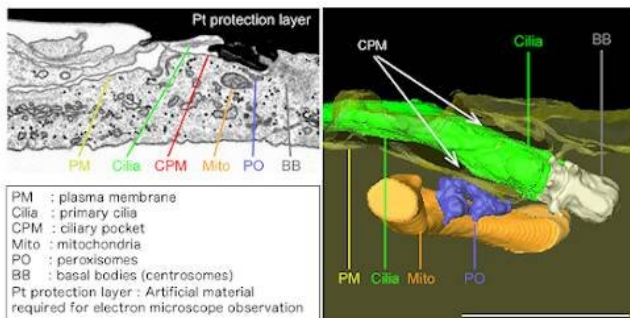 Pt protection layer
PM Cilia CPM Mito PO BB
PM : plasma membrane
Cilia : primary cilia
CPM : ciliary pocket
Mito : mitochondria
PO : peroxisomes
BB : basal bodies (centrosomes)
Pt protection layer : Artificial material
required for electron microscope observation
CPM Cilia BB
PM Cilia Mito PO